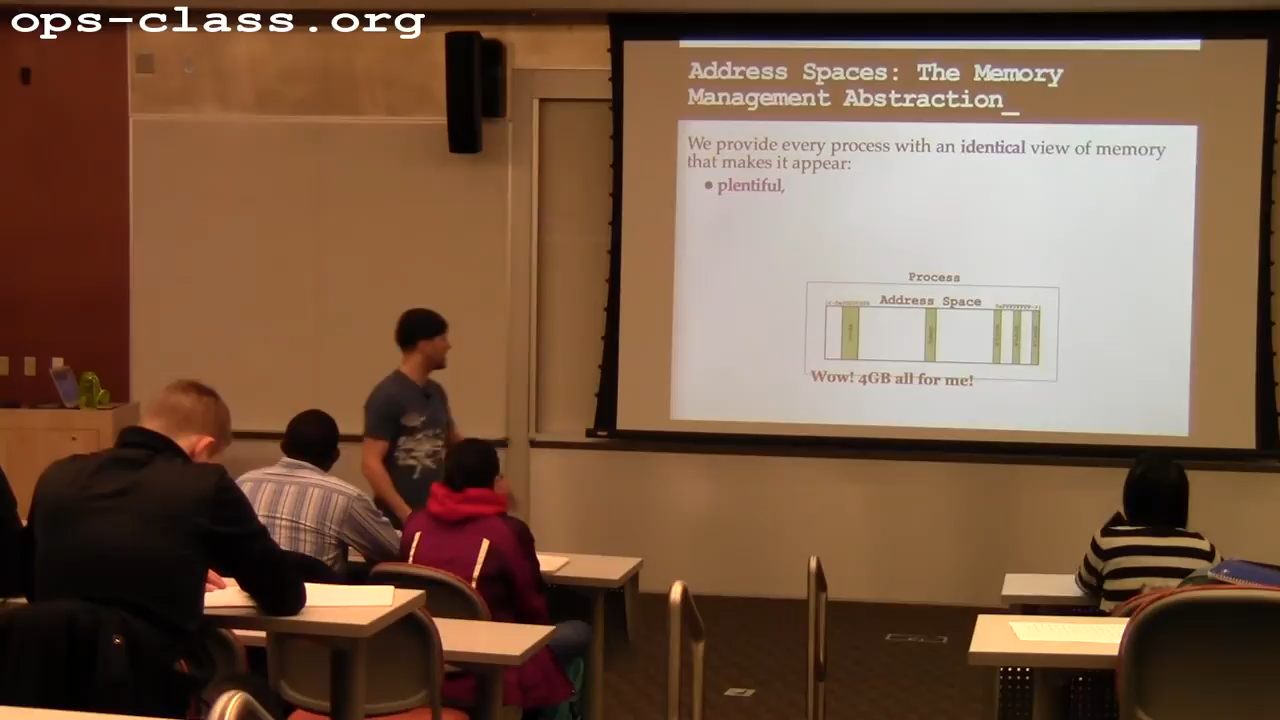 ops-class.org
Address Spaces: The Memory
Management Abstraction_
We provide every process with an identical view of memory
that makes it appear:
• plentiful,
Process
Address Space
Wow! 4GB all for me!